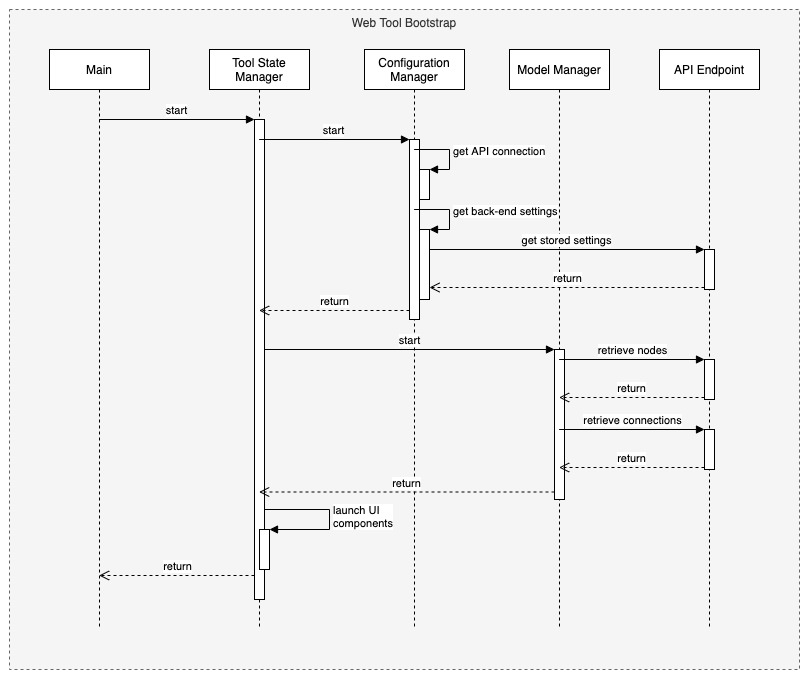 Web Tool Bootstrap
Main
Tool State
Manager
Configuration
Manager
Model Manager
API Endpoint
start
start
get API connection
get back-end settings
get stored settings
return
return
start
retrieve nodes
return
retrieve connections
return
return
launch UI
components
return